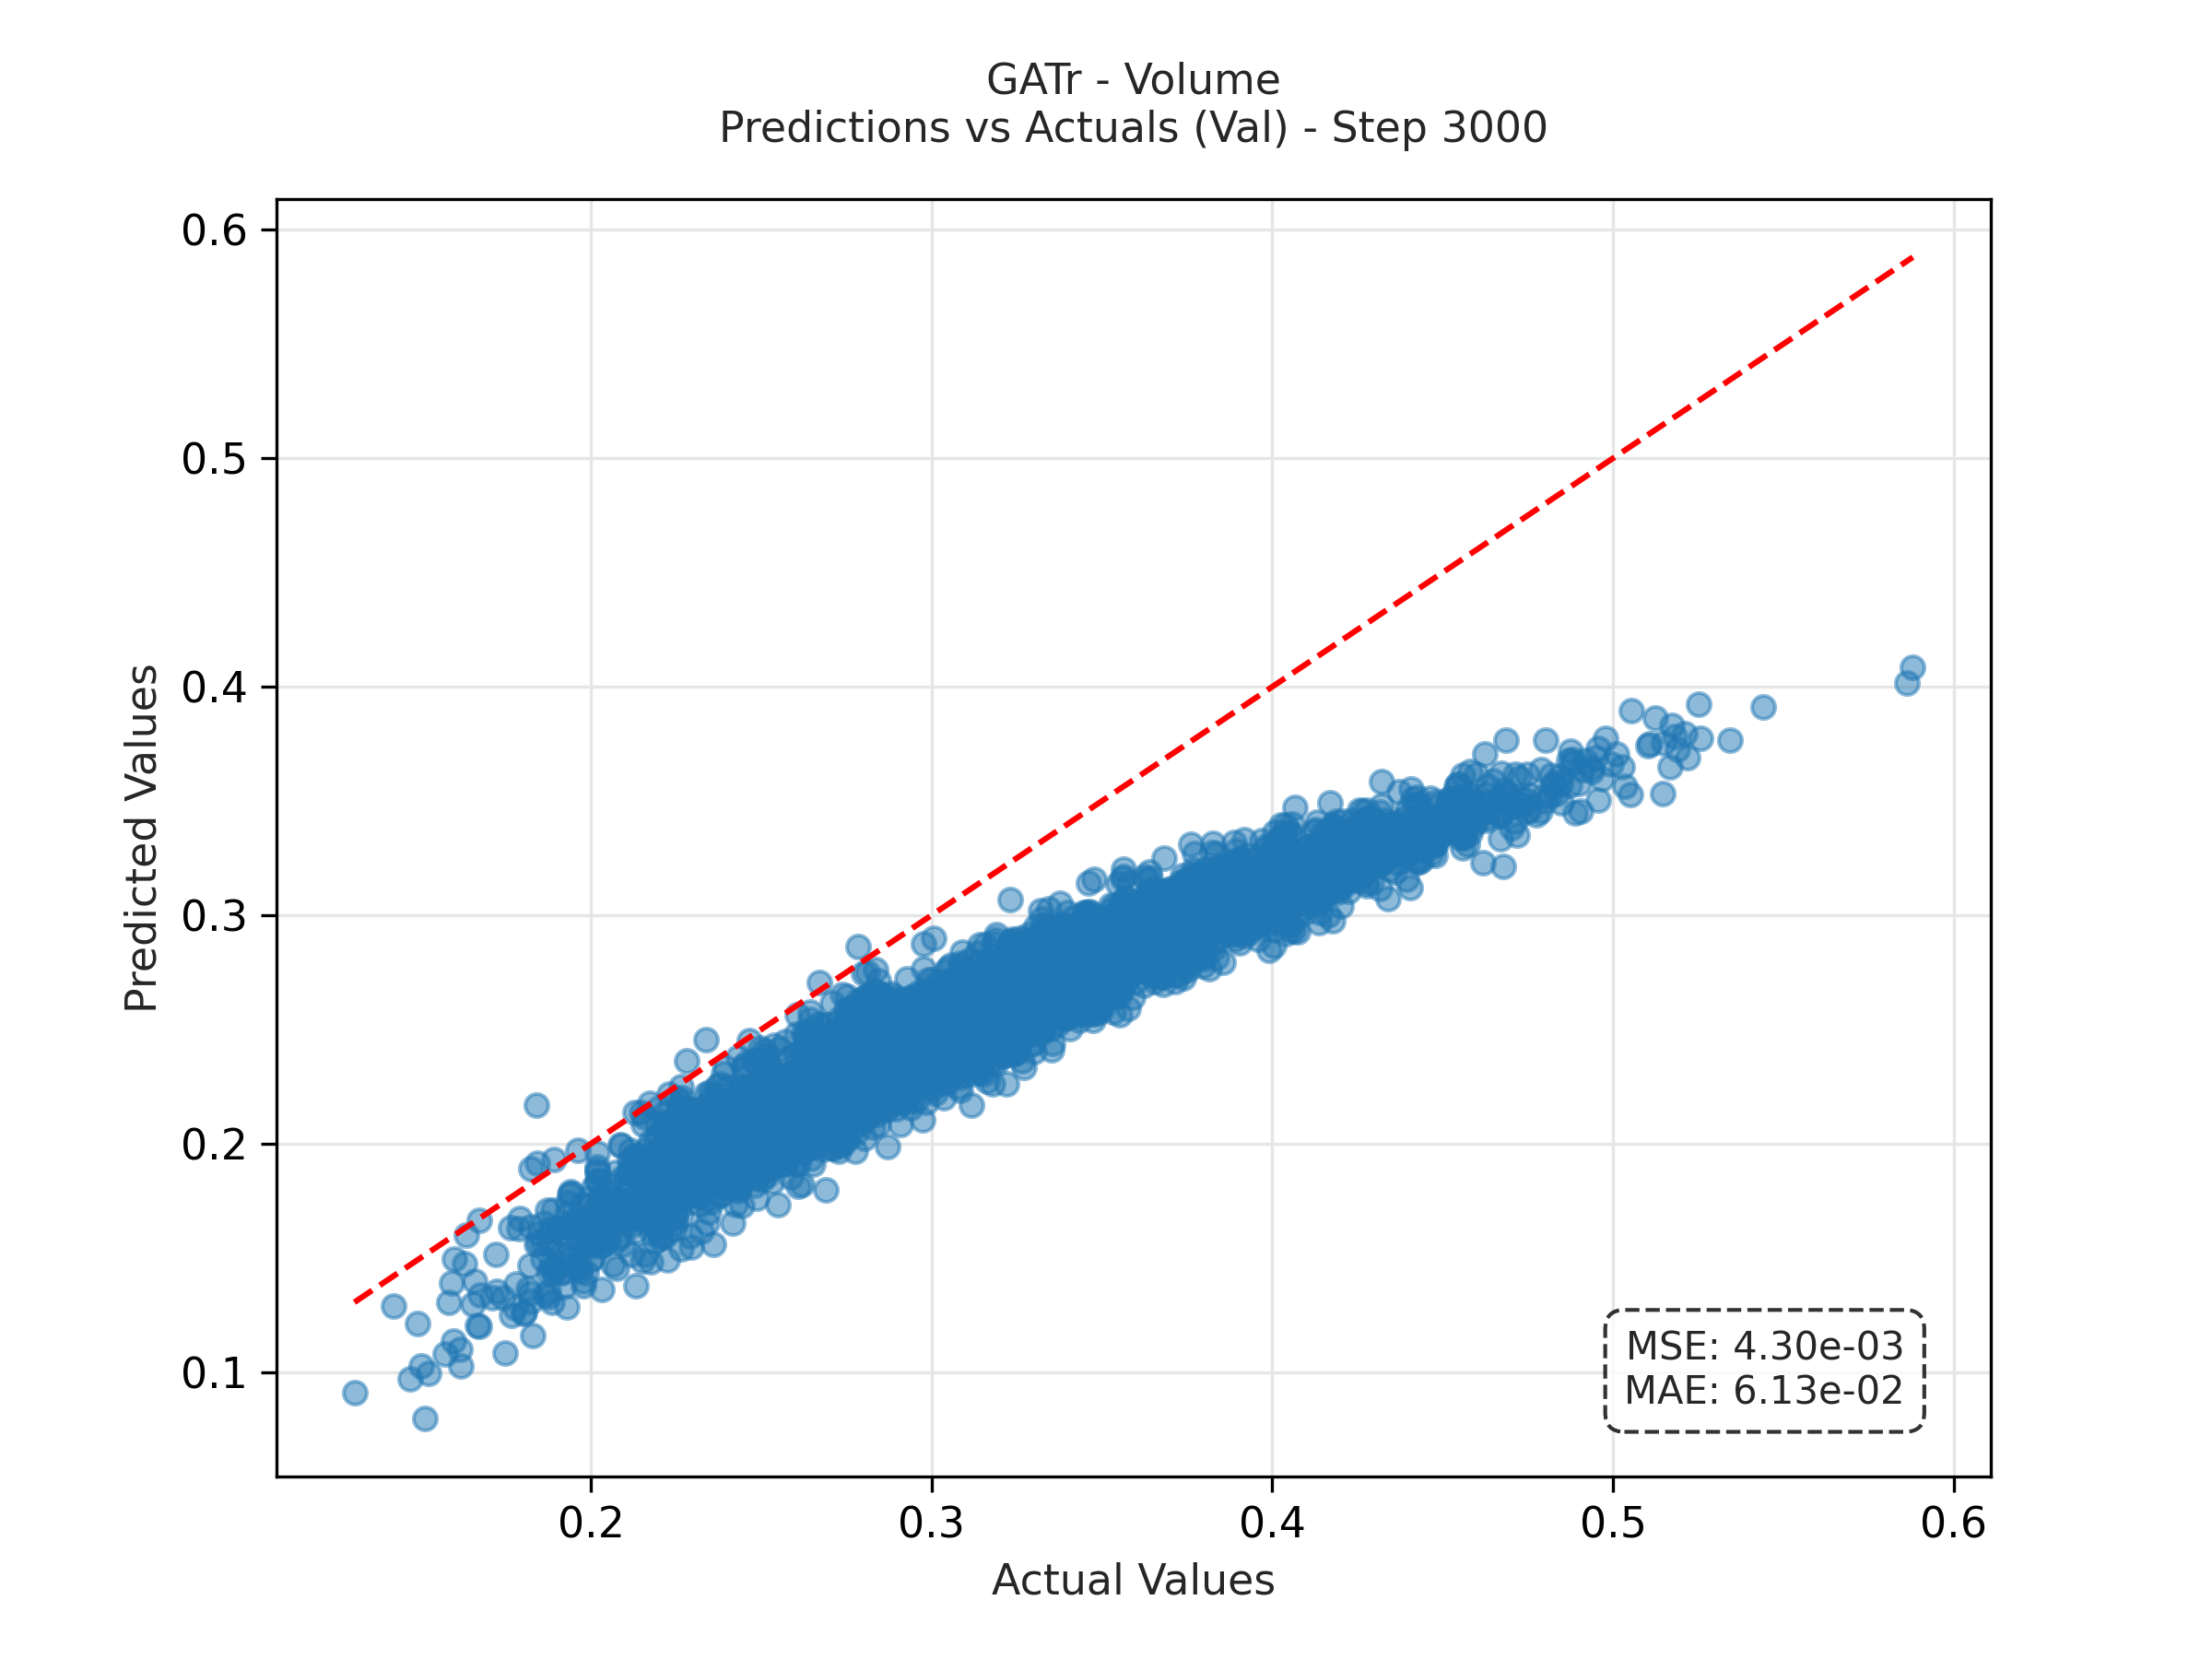 GATr - Volume
Predictions vs Actuals (Val) - Step 3000
0.6
0.5
0.4
0.3
0.2
0.1
Predicted Values
MSE: 4.30e-03
MAE: 6.13e-02
0.2 0.3 0.4 0.5 0.6
Actual Values